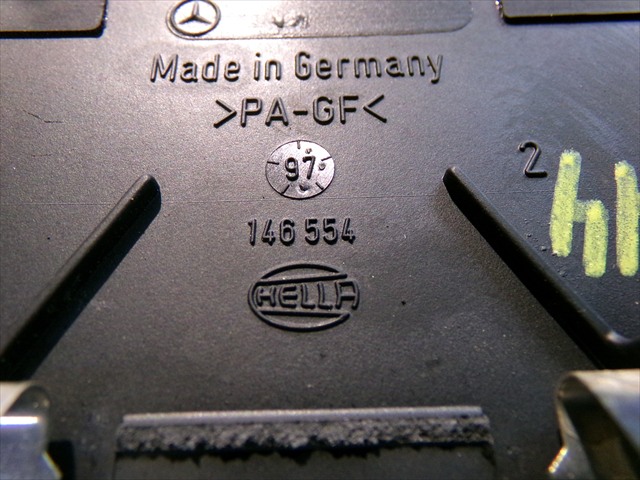 Made in Germany
>PA-GF<
97
2
146 554
HELLA